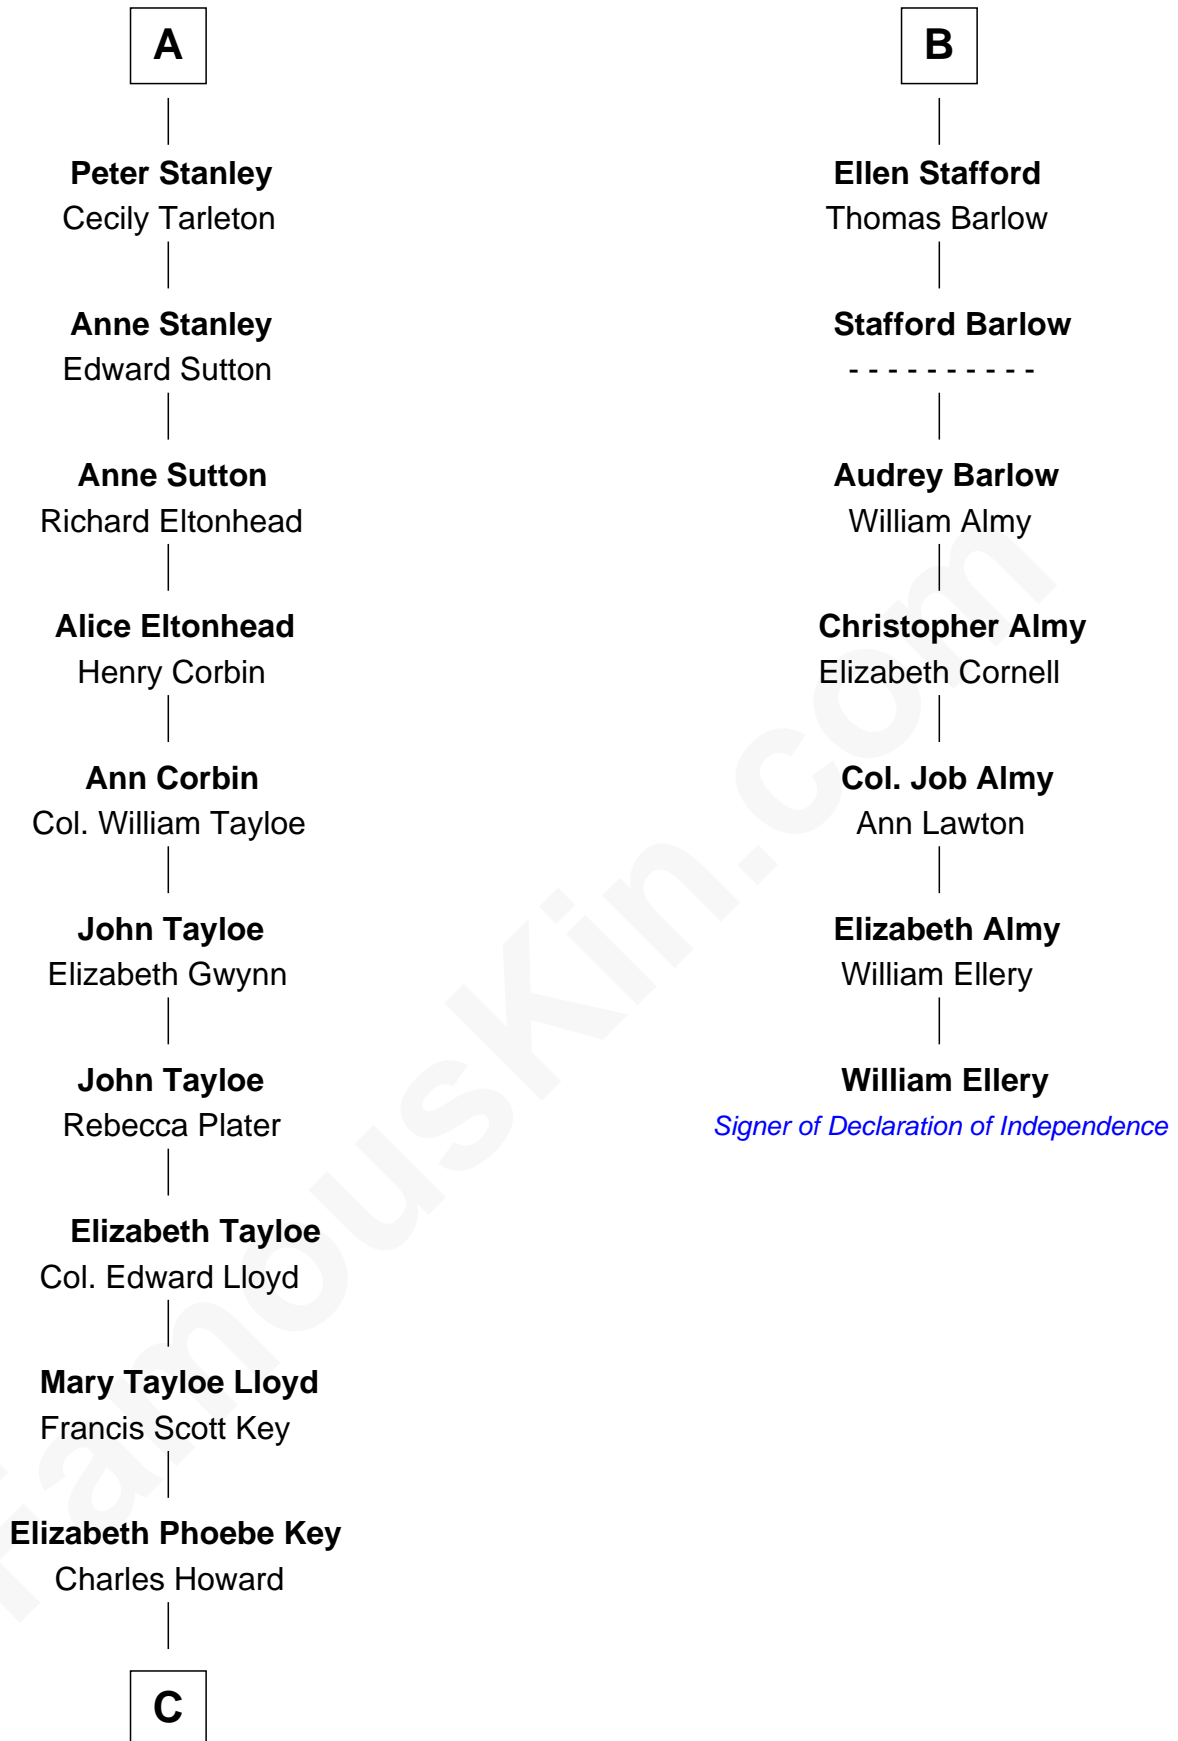 A
Peter Stanley
Cecily Tarleton
Anne Stanley
Edward Sutton
Anne Sutton
Richard Eltonhead
Alice Eltonhead
Henry Corbin
Ann Corbin
Col. William Tayloe
John Tayloe
Elizabeth Gwynn
John Tayloe
Rebecca Plater
Elizabeth Tayloe
Col. Edward Lloyd
Mary Tayloe Lloyd
Francis Scott Key
Elizabeth Phoebe Key
Charles Howard
C
B
Ellen Stafford
Thomas Barlow
Stafford Barlow
- - - - - - - - - -
Audrey Barlow
William Almy
Christopher Almy
Elizabeth Cornell
Col. Job Almy
Ann Lawton
Elizabeth Almy
William Ellery
William Ellery
Signer of Declaration of Independence
FamousKin.com